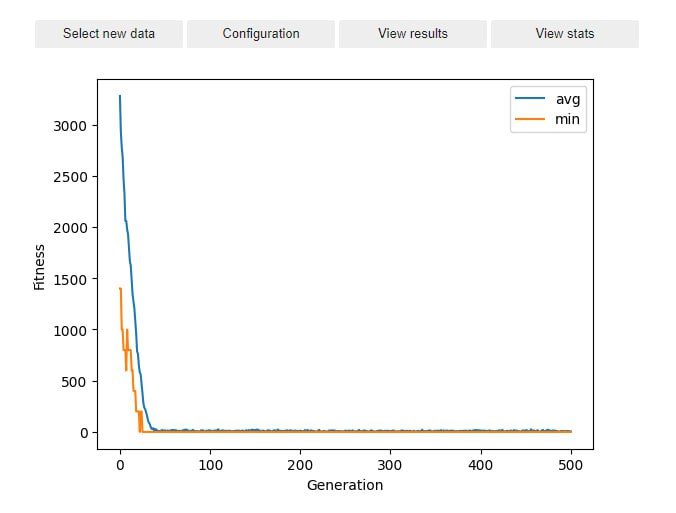 Select new data Configuration View results View stats
avg
min
3000
2500
2000
1500
1000
500
0
Fitness
0 100 200 300 400 500
Generation